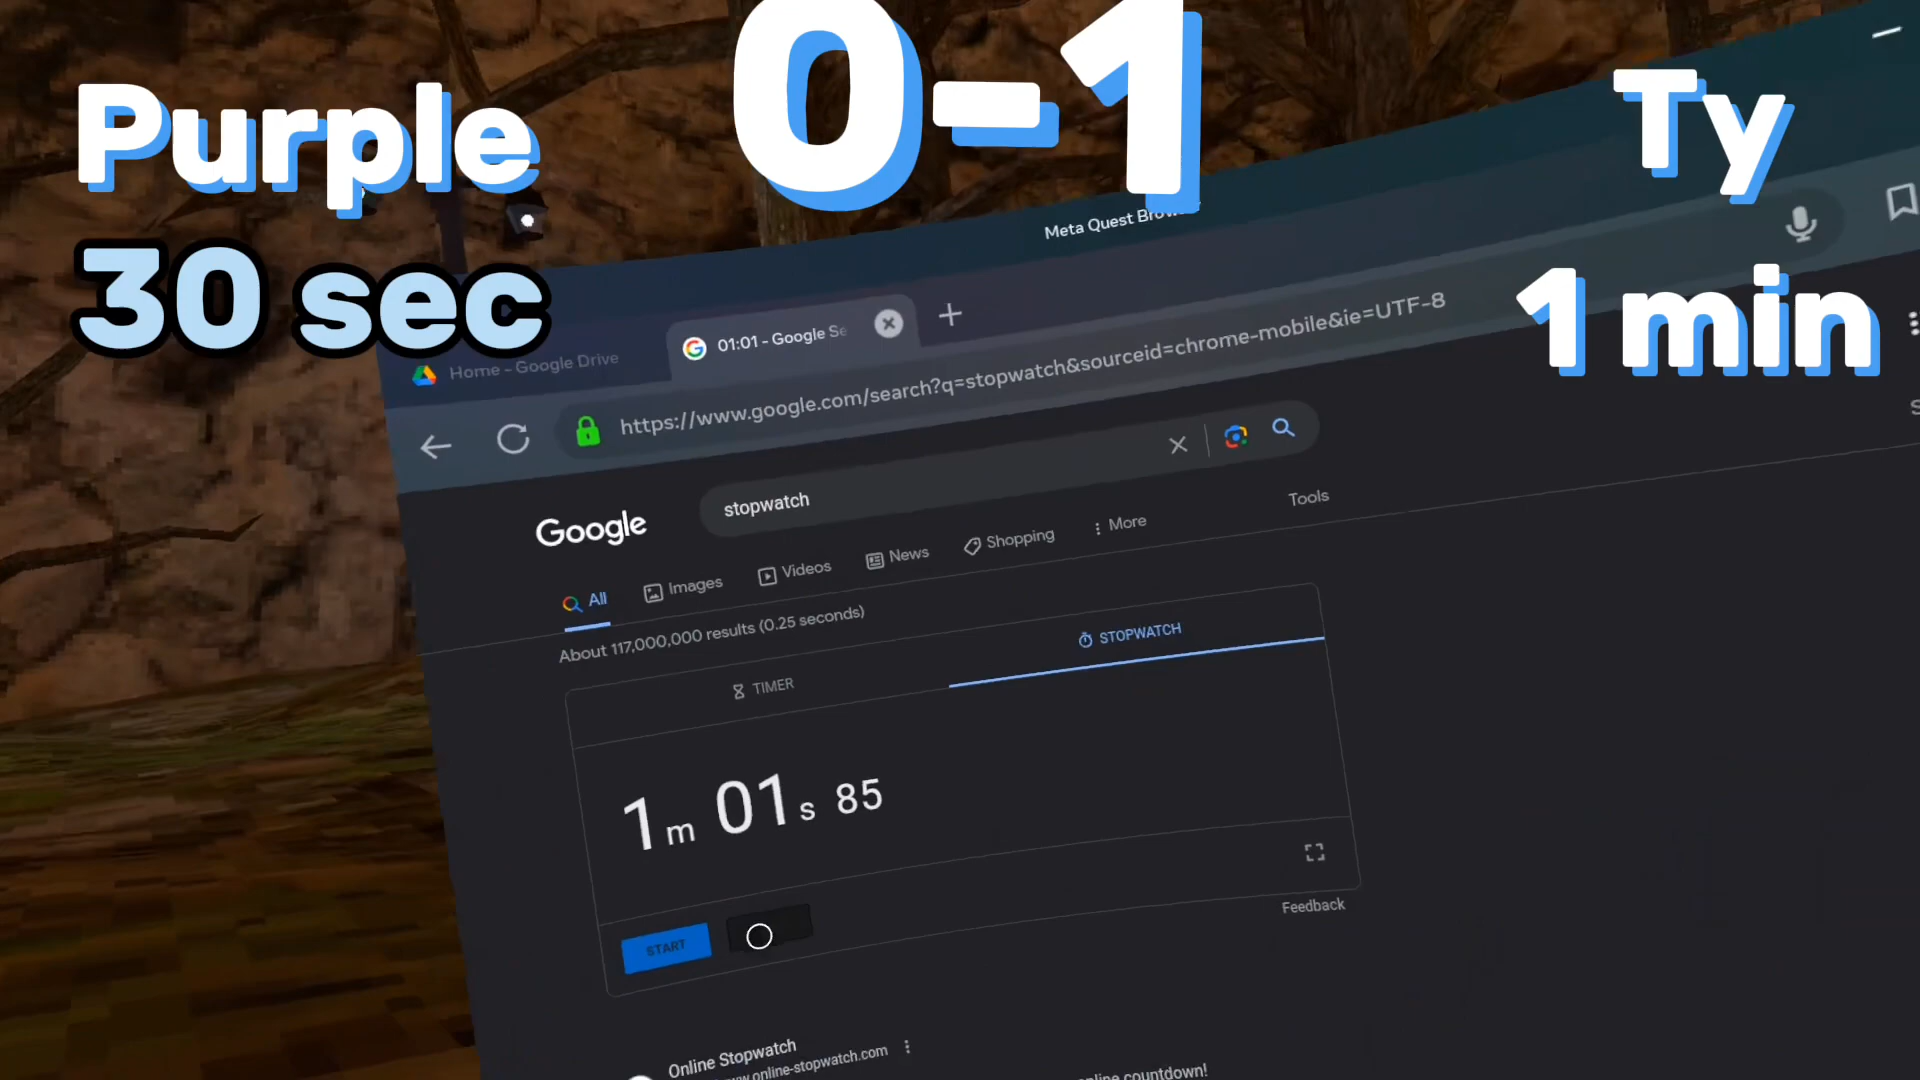 0-1
Purple
Ty
30 sec
1 min
Meta Quest
Home - Google Drive
01:01 - Google Se
https://www.google.com/search?q=stopwatch&sourceid=chrome-mobile&ie=UTF-8
Google
stopwatch
All
Images
Videos
News
Shopping
More
Tools
About 117,000,000 results (0.25 seconds)
TIMER
STOPWATCH
1m 01s 85
START
Feedback
Online Stopwatch
online-stopwatch.com
countdown!